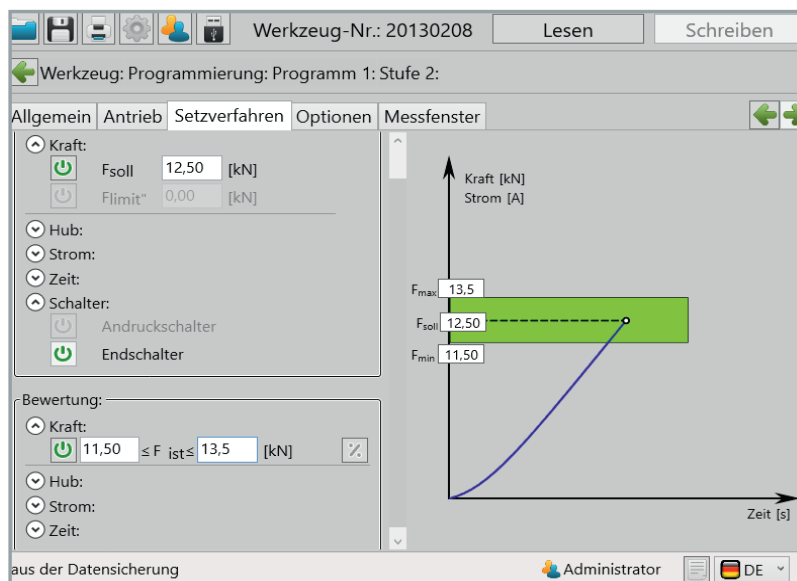 Werkzeug-Nr.: 20130208 Lesen Schreiben
Werkzeug: Programmierung: Programm 1: Stufe 2:
Allgemein Antrieb Setzverfahren Optionen Messfenster
Kraft:
Fsoll 12,50 [kN]
Flimit" 0,00 [kN]
Hub:
Strom:
Zeit:
Schalter:
Andruckschalter
Endschalter
Bewertung:
Kraft:
11,50 ≤ F ist≤ 13,5 [kN] %
Hub:
Strom:
Zeit:
Kraft [kN]
Strom [A]
Fmax 13,5
Fsoll 12,50
Fmin 11,50
Zeit [s]
aus der Datensicherung Administrator DE